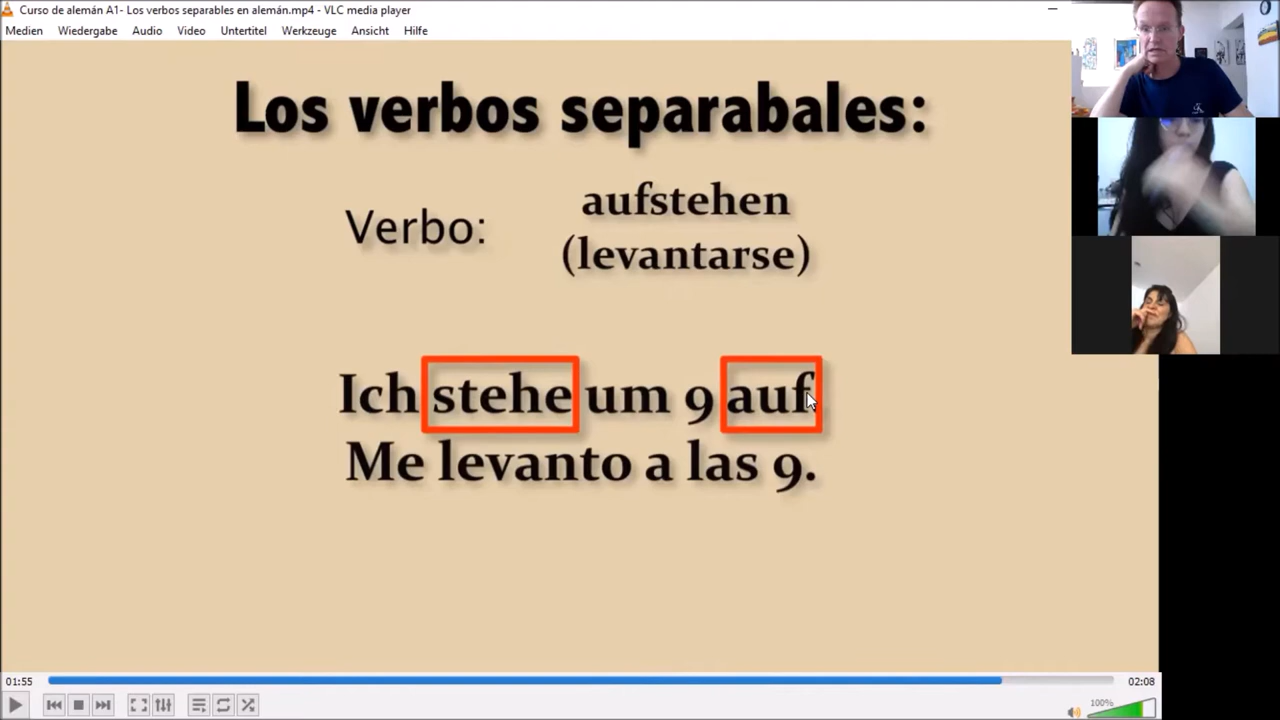 Curso de alemán A1- Los verbos separables en alemán.mp4 - VLC media player
Medien Wiedergabe Audio Video Untertitel Werkzeuge Ansicht Hilfe
Los verbos separabales:
Verbo:
aufstehen
(levantarse)
Ich stehe um 9 auf
Me levanto a las 9.
01:55
02:08
100%